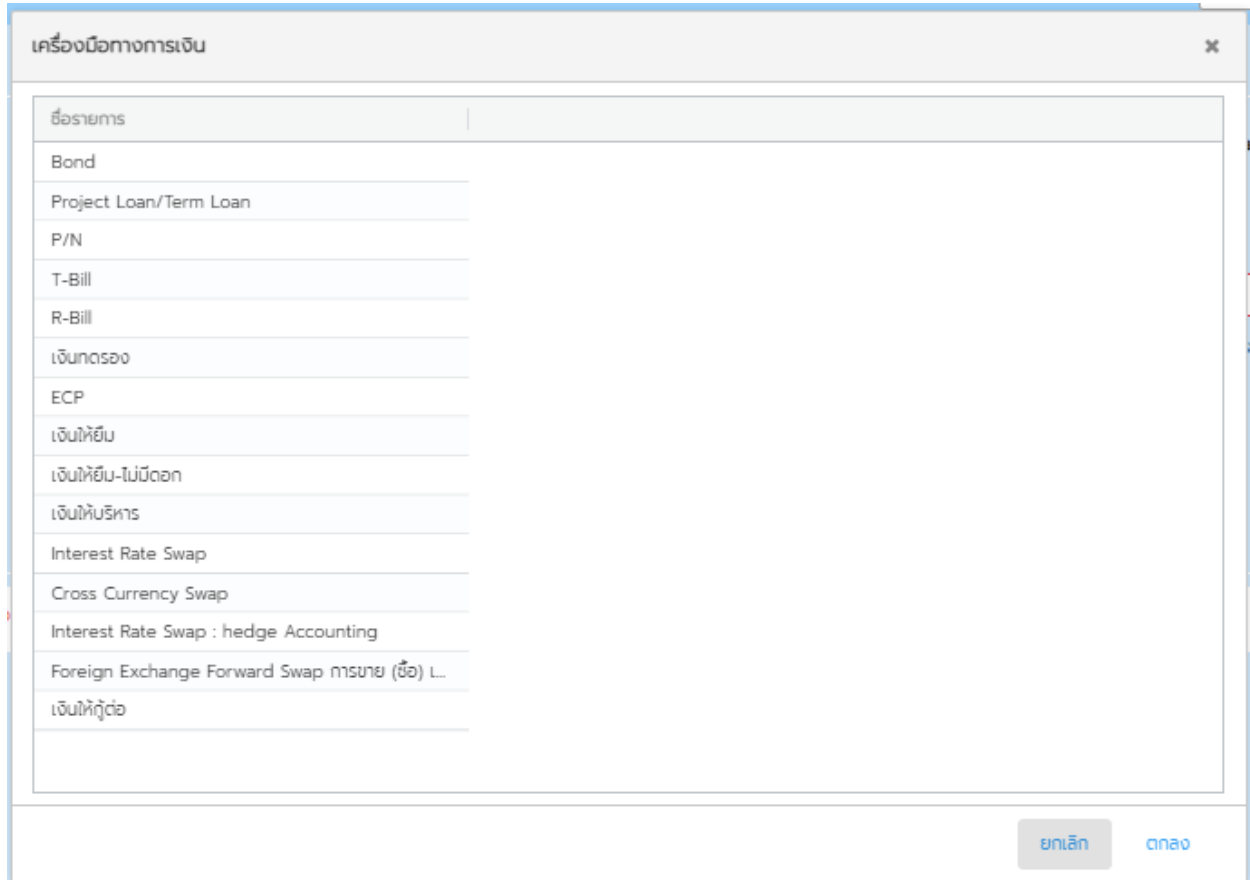 เครื่องมือทางการเงิน
ชื่อรายการ
Bond
Project Loan/Term Loan
P/N
T-Bill
R-Bill
เงินทดรอง
ECP
เงินให้ยืม
เงินให้ยืม-ไม่มีดอก
เงินให้บริหาร
Interest Rate Swap
Cross Currency Swap
Interest Rate Swap : hedge Accounting
Foreign Exchange Forward Swap การขาย (ซื้อ) เ...
เงินให้กู้ต่อ
ยกเลิก ตกลง